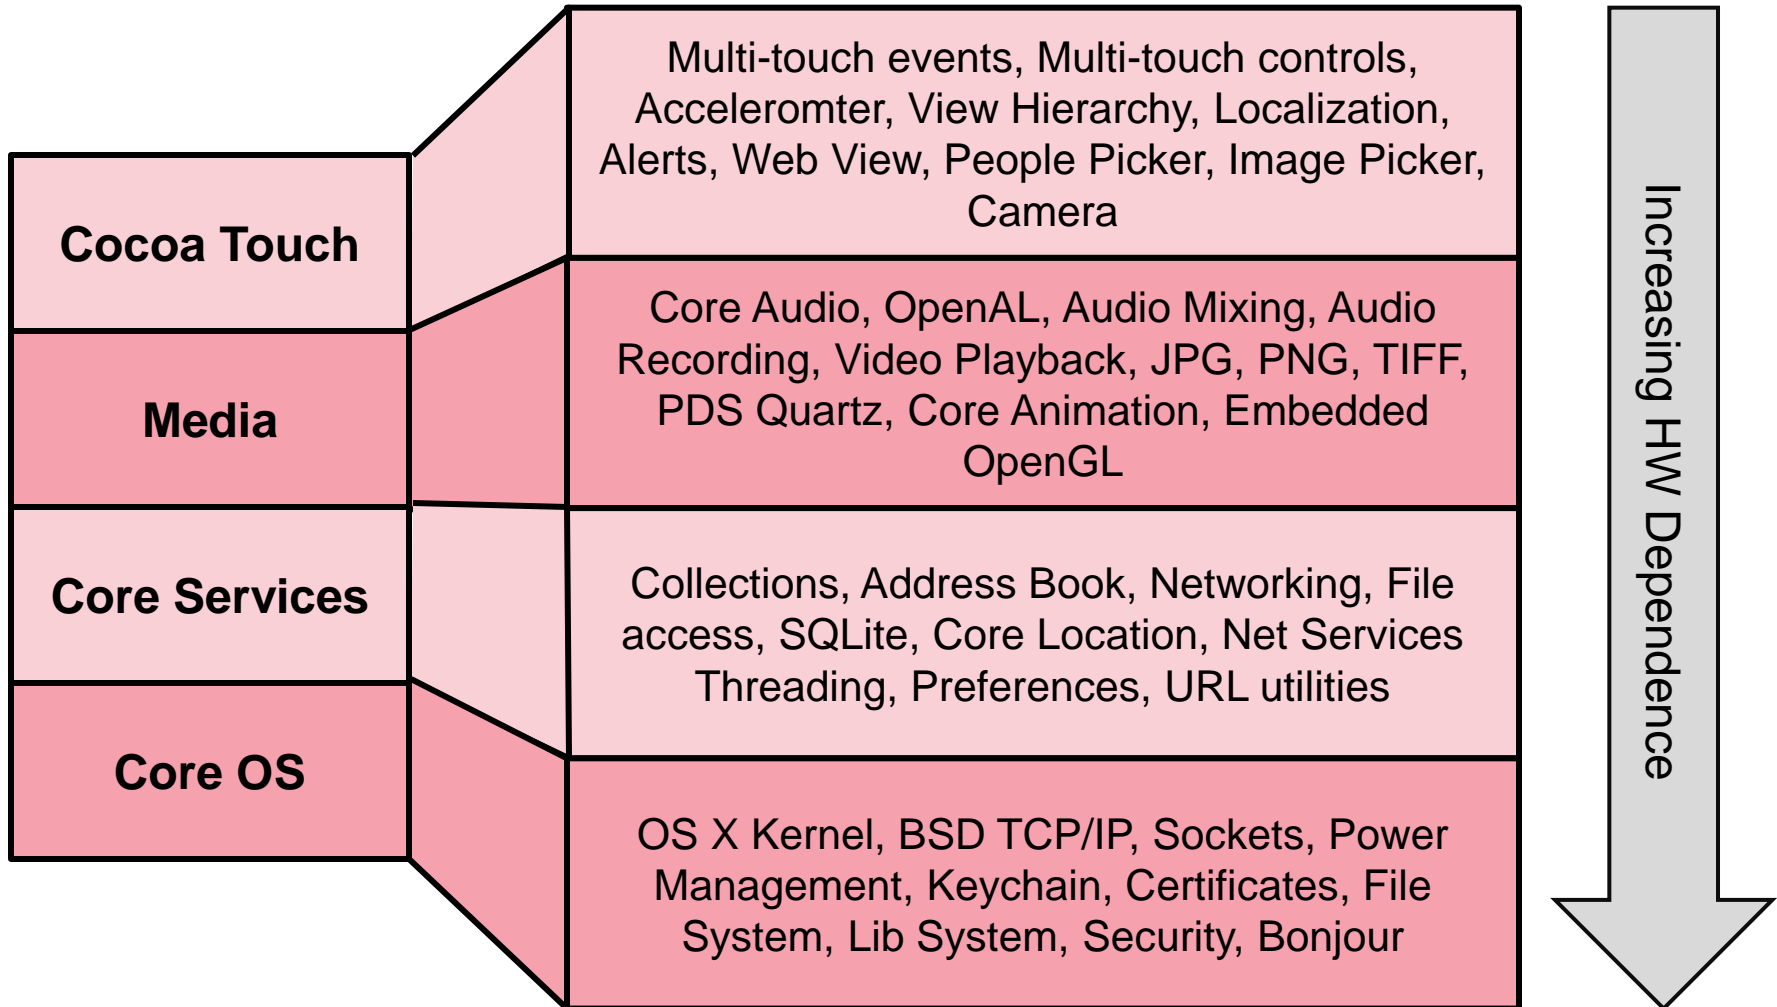 Cocoa Touch
Media
Core Services
Core OS
Multi-touch events, Multi-touch controls,
Acceleromter, View Hierarchy, Localization,
Alerts, Web View, People Picker, Image Picker,
Camera
Core Audio, OpenAL, Audio Mixing, Audio
Recording, Video Playback, JPG, PNG, TIFF,
PDS Quartz, Core Animation, Embedded
OpenGL
Collections, Address Book, Networking, File
access, SQLite, Core Location, Net Services
Threading, Preferences, URL utilities
OS X Kernel, BSD TCP/IP, Sockets, Power
Management, Keychain, Certificates, File
System, Lib System, Security, Bonjour
Increasing HW Dependence